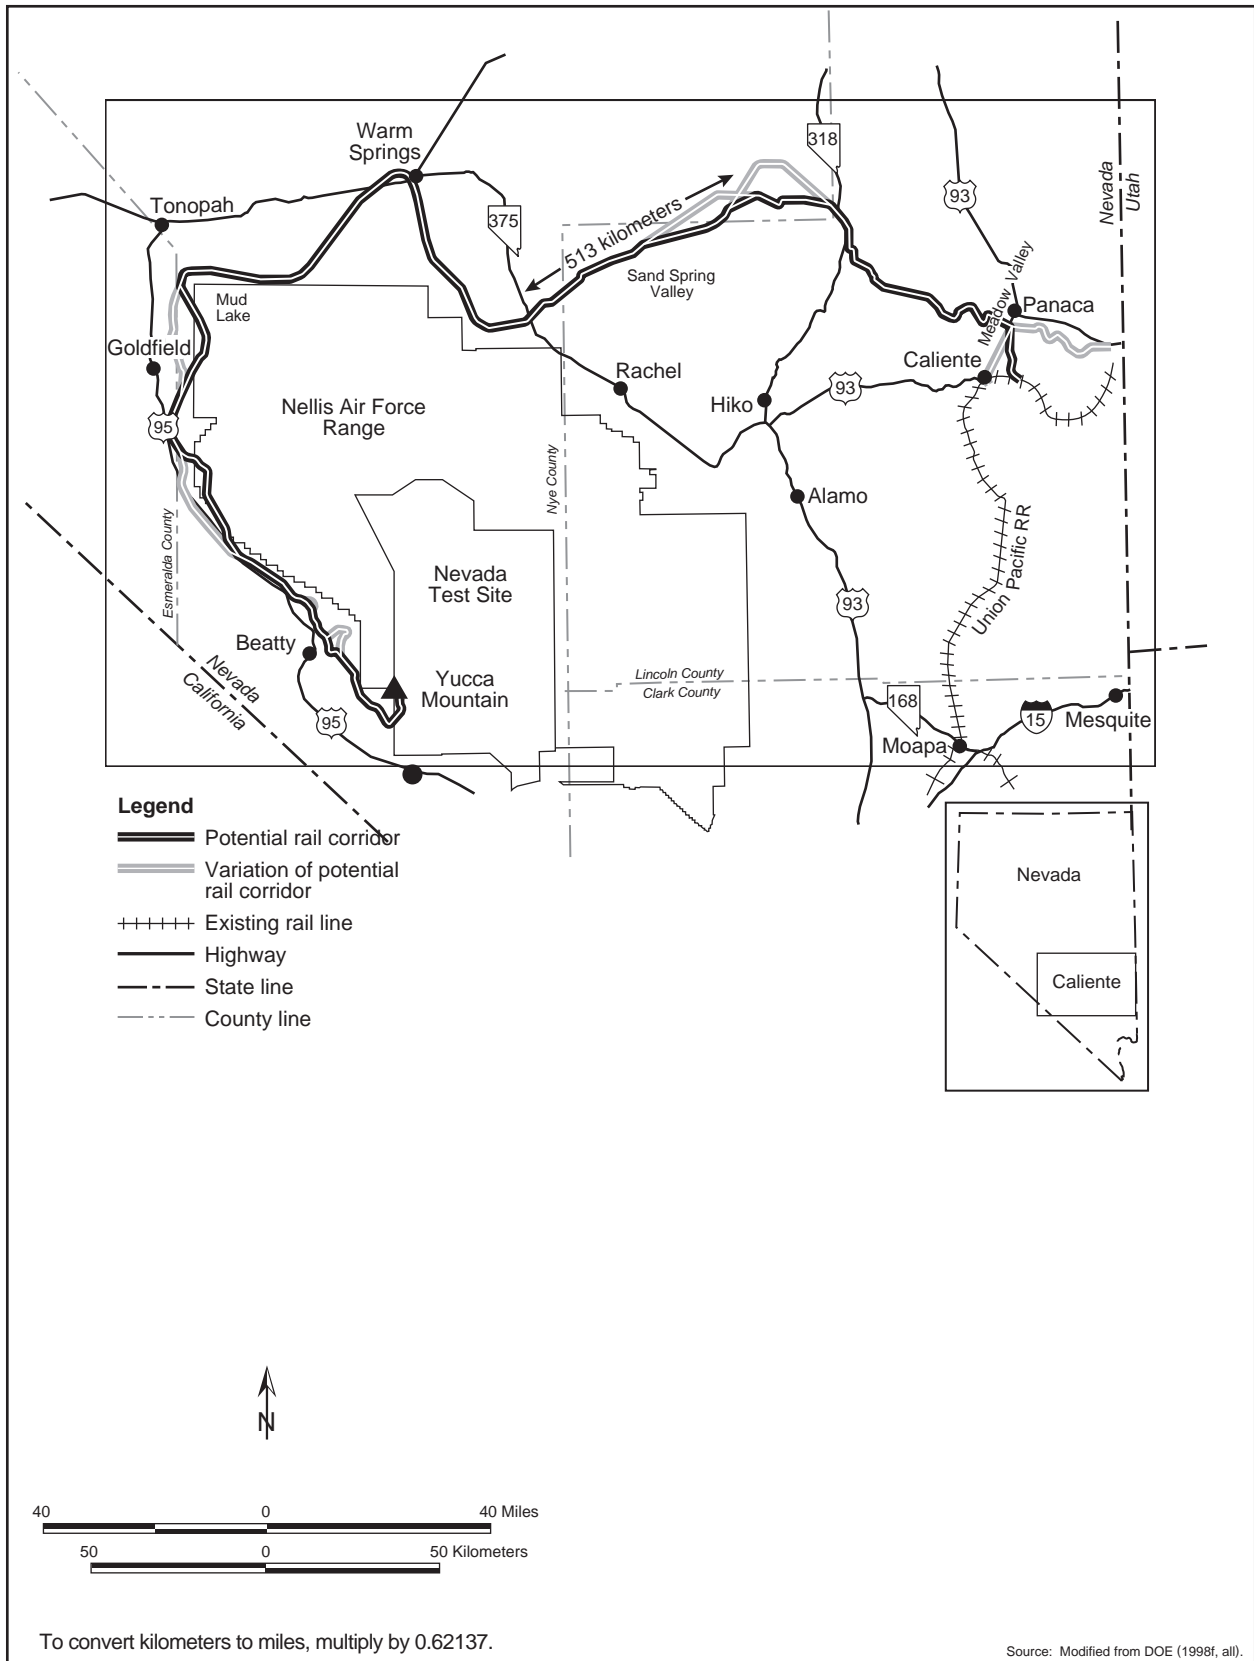 Warm
Springs
318
Nevada
Utah
93
Tonopah
375
513 kilometers
Sand Spring
Valley
Meadow Valley
Mud
Lake
Panaca
Goldfield
Caliente
Rachel
93
Hiko
Nellis Air Force
Range
95
Nye County
Alamo
Esmeralda County
Union Pacific RR
Nevada
Test Site
93
Beatty
Nevada
California
Yucca
Mountain
Lincoln County
Clark County
95
168
15
Mesquite
Moapa
Legend
Potential rail corridor
Variation of potential
rail corridor
Existing rail line
Highway
State line
County line
Nevada
Caliente
N
40 0 40 Miles
50 0 50 Kilometers
To convert kilometers to miles, multiply by 0.62137.
Source: Modified from DOE (1998f, all).